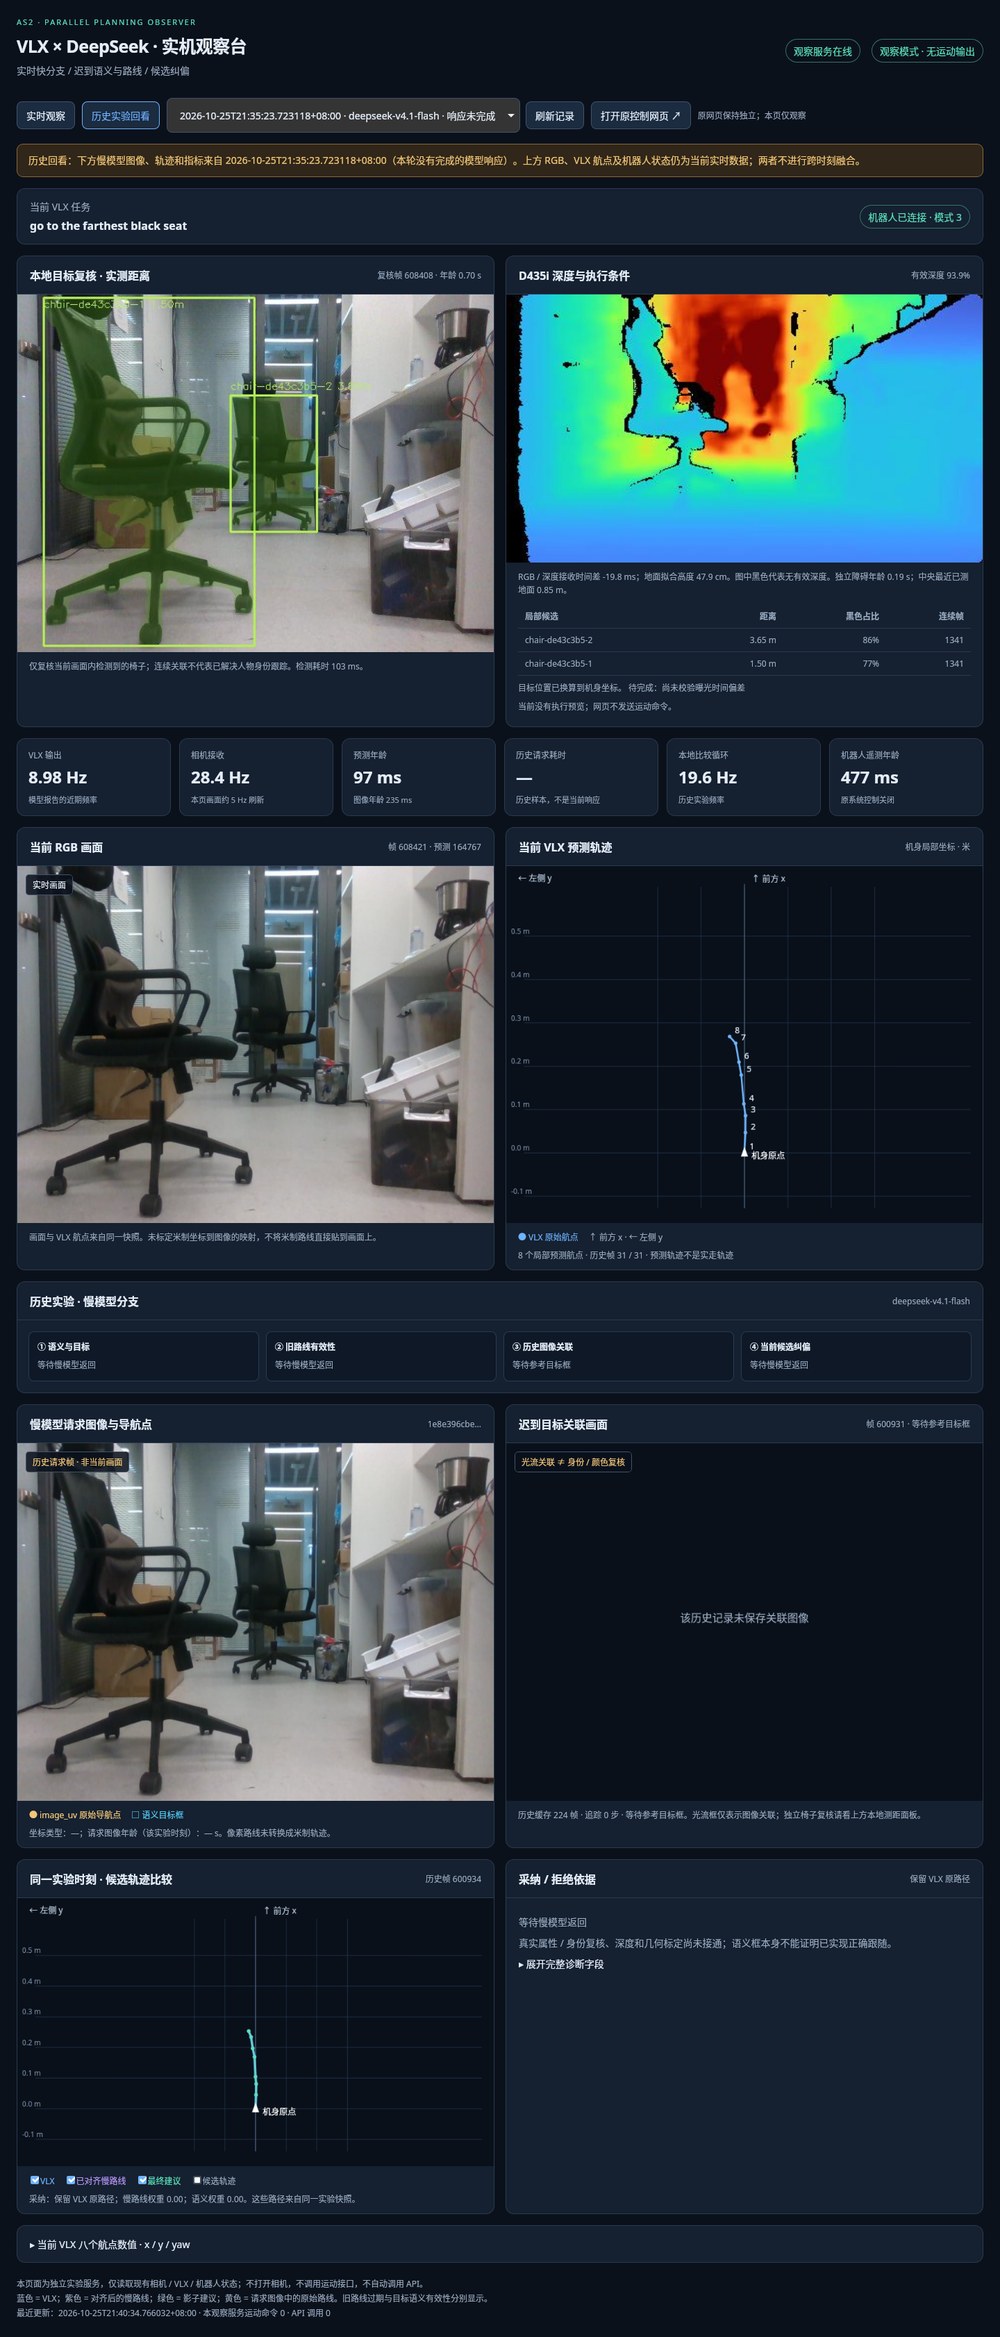 AS2 · PARALLEL PLANNING OBSERVER
VLX × DeepSeek · 实机观察台
实时快分支 / 迟到语义与路线 / 候选纠偏
观察服务在线
观察模式 · 无运动输出
实时观察
历史实验回看
2026-10-25T21:35:23.723118+08:00 · deepseek-v4.1-flash · 响应未完成
刷新记录
打开原控制网页 ↗
原网页保持独立；本页仅观察
历史回看：下方慢模型图像、轨迹和指标来自 2026-10-25T21:35:23.723118+08:00（本轮没有完成的模型响应）。上方 RGB、VLX 航点及机器人状态仍为当前实时数据；两者不进行跨时刻融合。
当前 VLX 任务
go to the farthest black seat
机器人已连接 · 模式 3
本地目标复核 · 实测距离
复核帧 608408 · 年龄 0.70 s
chair-de43c3b5-2
仅复核当前画面内检测到的椅子；连续关联不代表已解决人物身份跟踪。检测耗时 103 ms。
D435i 深度与执行条件
有效深度 93.9%
RGB / 深度接收时间差 -19.8 ms；地面拟合高度 47.9 cm。图中黑色代表无有效深度。独立障碍年龄 0.19 s；中央最近已测
地面 0.85 m。
局部候选 距离 黑色占比 连续帧
chair-de43c3b5-2 3.65 m 86% 1341
chair-de43c3b5-1 1.50 m 77% 1341
目标位置已换算到机身坐标。 待完成：尚未校验曝光时间偏差
当前没有执行预览；网页不发送运动命令。
VLX 输出
8.98 Hz
模型报告的近期频率
相机接收
28.4 Hz
本页画面约 5 Hz 刷新
预测年龄
97 ms
图像年龄 235 ms
历史请求耗时
—
历史样本，不是当前响应
本地比较循环
19.6 Hz
历史实验频率
机器人遥测年龄
477 ms
原系统控制关闭
当前 RGB 画面
帧 608421 · 预测 164767
实时画面
画面与 VLX 航点来自同一快照。未标定米制坐标到图像的映射，不将米制路线直接贴到画面上。
当前 VLX 预测轨迹
机身局部坐标 · 米
← 左侧 y
↑ 前方 x
0.5 m
0.4 m
0.3 m
0.2 m
0.1 m
0.0 m
-0.1 m
8
7
6
5
4
3
2
1
机身原点
VLX 原始航点 ↑ 前方 x · ← 左侧 y
8 个局部预测航点 · 历史帧 31 / 31 · 预测轨迹不是实走轨迹
历史实验 · 慢模型分支
deepseek-v4.1-flash
① 语义与目标
等待慢模型返回
② 旧路线有效性
等待慢模型返回
③ 历史图像关联
等待参考目标框
④ 当前候选纠偏
等待慢模型返回
慢模型请求图像与导航点
1e8e396cbe...
历史请求帧 · 非当前画面
image_uv 原始导航点 语义目标框
坐标类型：—；请求图像年龄（该实验时刻）：— s。像素路线未转换成米制轨迹。
迟到目标关联画面
帧 600931 · 等待参考目标框
光流关联 ≠ 身份 / 颜色复核
该历史记录未保存关联图像
历史缓存 224 帧 · 追踪 0 步 · 等待参考目标框。光流框仅表示图像关联；独立椅子复核请看上方本地测距面板。
同一实验时刻 · 候选轨迹比较
历史帧 600934
← 左侧 y
↑ 前方 x
0.5 m
0.4 m
0.3 m
0.2 m
0.1 m
0.0 m
-0.1 m
机身原点
VLX 已对齐慢路线 最终建议 候选轨迹
采纳：保留 VLX 原路径；慢路线权重 0.00；语义权重 0.00。这些路径来自同一实验快照。
采纳 / 拒绝依据
保留 VLX 原路径
等待慢模型返回
真实属性 / 身份复核、深度和几何标定尚未接通；语义框本身不能证明已实现正确跟随。
▸ 展开完整诊断字段
▸ 当前 VLX 八个航点数值 · x / y / yaw
本页面为独立实验服务，仅读取现有相机 / VLX / 机器人状态；不打开相机，不调用运动接口，不自动调用 API。
蓝色 = VLX；紫色 = 对齐后的慢路线；绿色 = 影子建议；黄色 = 请求图像中的原始路线。旧路线过期与目标语义有效性分别显示。
最近更新：2026-10-25T21:40:34.766032+08:00 · 本观察服务运动命令 0 · API 调用 0